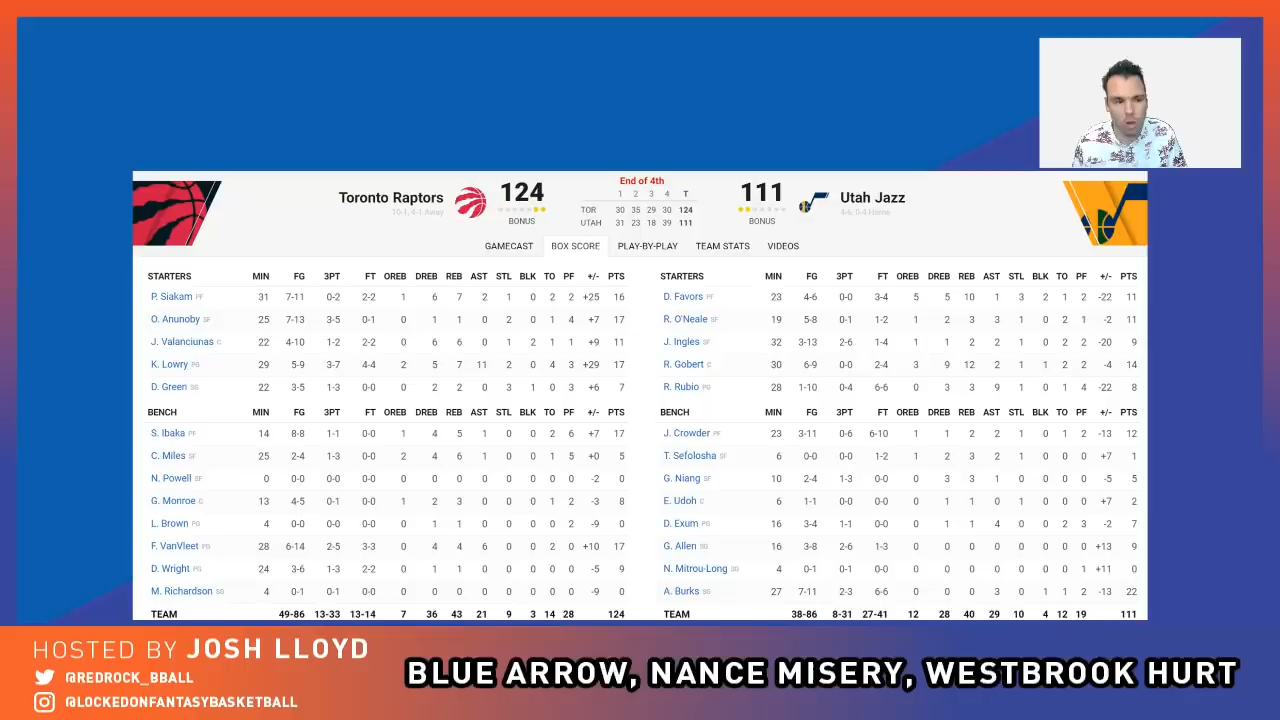 End of 4th
Toronto Raptors 124 111 Utah Jazz
10-1, 4-1 Away 4-6, 0-4 Home
BONUS BONUS
1 2 3 4 T
TOR 30 35 29 30 124
UTAH 31 23 18 39 111
GAMECAST BOX SCORE PLAY-BY-PLAY TEAM STATS VIDEOS
STARTERS MIN FG 3PT FT OREB DREB REB AST STL BLK TO PF +/- PTS
P. Siakam PF 31 7-11 0-2 2-2 1 6 7 2 1 0 2 2 +25 16
O. Anunoby SF 25 7-13 3-5 0-1 0 1 1 0 2 0 1 4 +7 17
J. Valanciunas C 22 4-10 1-2 2-2 0 6 6 0 1 2 1 1 +9 11
K. Lowry PG 29 5-9 3-7 4-4 2 5 7 11 2 0 4 3 +29 17
D. Green SG 22 3-5 1-3 0-0 0 2 2 0 3 1 0 3 +6 7
BENCH MIN FG 3PT FT OREB DREB REB AST STL BLK TO PF +/- PTS
S. Ibaka PF 14 8-8 1-1 0-0 1 4 5 1 0 0 2 6 +7 17
C. Miles SF 25 2-4 1-3 0-0 2 4 6 1 0 0 1 5 +0 5
N. Powell SF 0 0-0 0-0 0-0 0 0 0 0 0 0 0 0 -2 0
G. Monroe C 13 4-5 0-1 0-0 1 2 3 0 0 0 1 2 -3 8
L. Brown PG 4 0-0 0-0 0-0 0 1 1 0 0 0 0 2 -9 0
F. VanVleet PG 28 6-14 2-5 3-3 0 4 4 6 0 0 2 0 +10 17
D. Wright PG 24 3-6 1-3 2-2 0 1 1 0 0 0 0 0 -5 9
M. Richardson SG 4 0-1 0-1 0-0 0 0 0 0 0 0 0 0 -9 0
TEAM 49-86 13-33 13-14 7 36 43 21 9 3 14 28 124
STARTERS MIN FG 3PT FT OREB DREB REB AST STL BLK TO PF +/- PTS
D. Favors PF 23 4-6 0-0 3-4 5 5 10 1 3 2 1 2 -22 11
R. O'Neale SF 19 5-8 0-1 1-2 1 2 3 3 1 0 2 1 -2 11
J. Ingles SF 32 3-13 2-6 1-4 1 1 2 2 1 0 2 2 -20 9
R. Gobert C 30 6-9 0-0 2-4 3 9 12 2 1 1 2 2 -4 14
R. Rubio PG 28 1-10 0-4 6-6 0 3 3 9 1 0 1 4 -22 8
BENCH MIN FG 3PT FT OREB DREB REB AST STL BLK TO PF +/- PTS
J. Crowder PF 23 3-11 0-6 6-10 1 1 2 2 1 0 1 2 -13 12
T. Sefolosha SF 6 0-0 0-0 1-2 1 2 3 2 1 0 0 0 +7 1
G. Niang SF 10 2-4 1-3 0-0 0 3 3 1 0 0 0 0 -5 5
E. Udoh C 6 1-1 0-0 0-0 0 1 1 0 1 0 0 0 +7 2
D. Exum PG 16 3-4 1-1 0-0 0 1 1 4 0 0 2 3 -2 7
G. Allen SG 16 3-8 2-6 1-3 0 0 0 0 0 0 0 0 +13 9
N. Mitrou-Long SG 4 0-1 0-1 0-0 0 0 0 0 0 0 0 1 +11 0
A. Burks SG 27 7-11 2-3 6-6 0 0 0 3 0 1 1 2 -13 22
TEAM 38-86 8-31 27-41 12 28 40 29 10 4 12 19 111
HOSTED BY JOSH LLOYD
@REDROCK_BBALL
@LOCKEDONFANTASYBASKETBALL
BLUE ARROW, NANCE MISERY, WESTBROOK HURT